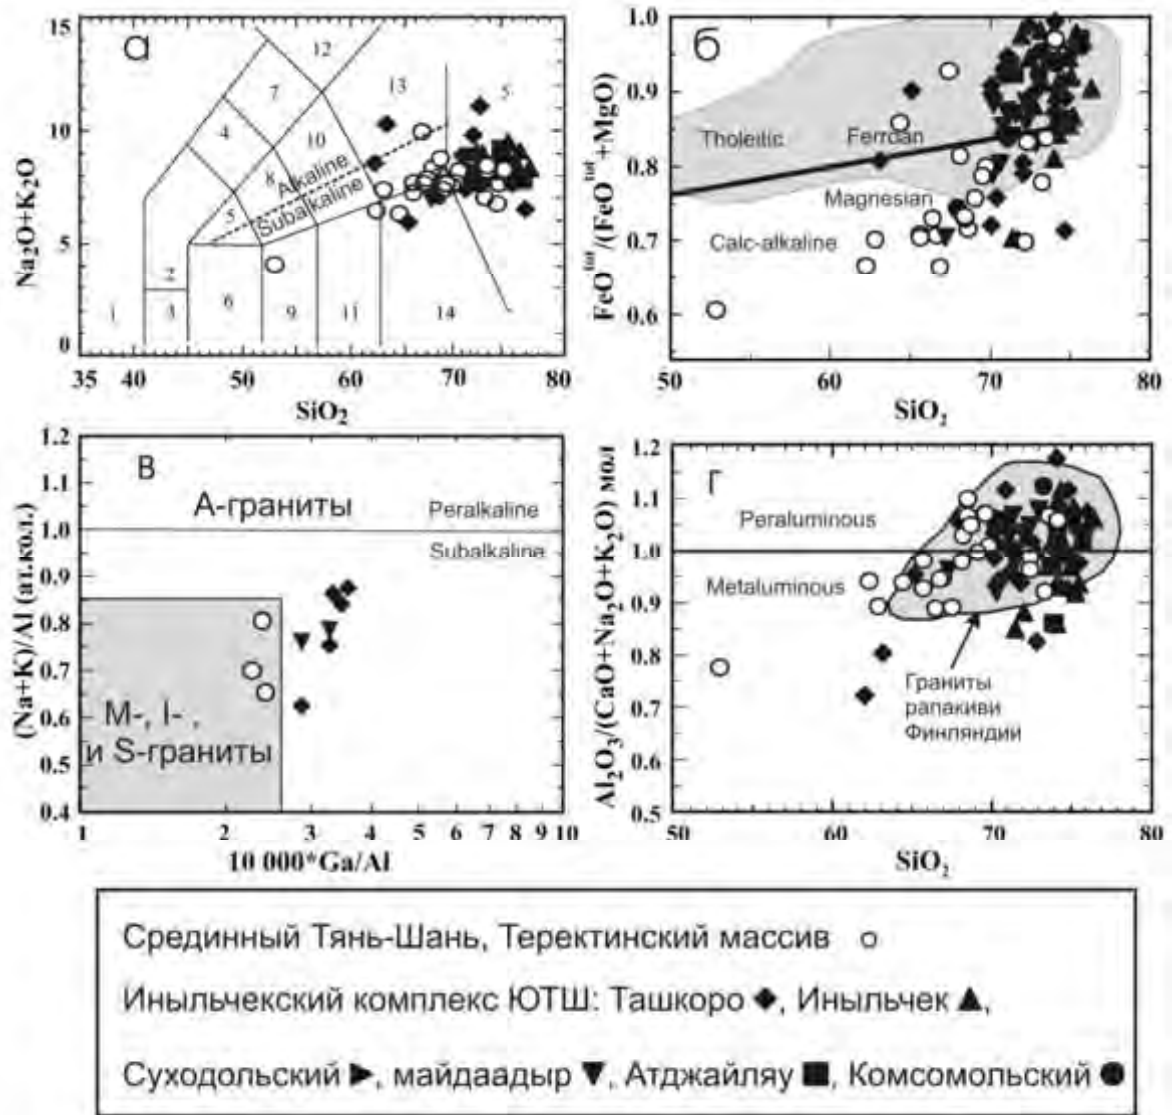 а
15
10
5
0
Na₂O+K₂O
12
7
13
5
4
10
8
Alkaline
Subalkaline
5
2
1
3
6
9
11
14
35 40 50 60 70 80
SiO₂
б
1.0
0.9
0.8
0.7
0.6
FeOᵗᵒᵗ/(FeOᵗᵒᵗ+MgO)
Tholeitic
Ferroan
Magnesian
Calc-alkaline
50 60 70 80
SiO₂
В
1.2
1.1
1.0
0.9
0.8
0.7
0.6
0.5
0.4
(Na+K)/Al (ат.кол.)
А-граниты
Peralkaline
Subalkaline
М-, I- ,
и S-граниты
1 2 3 4 5 6 7 8 9 10
10 000*Ga/Al
Г
1.2
1.1
1.0
0.9
0.8
0.7
0.6
0.5
Al₂O₃/(CaO+Na₂O+K₂O) мол
Peraluminous
Metaluminous
Граниты
рапакиви
Финляндии
50 60 70 80
SiO₂
Срединный Тянь-Шань, Теректинский массив
Иныльчекский комплекс ЮТШ: Ташкоро , Иныльчек ,
Суходольский , майдаадыр , Атджайляу , Комсомольский